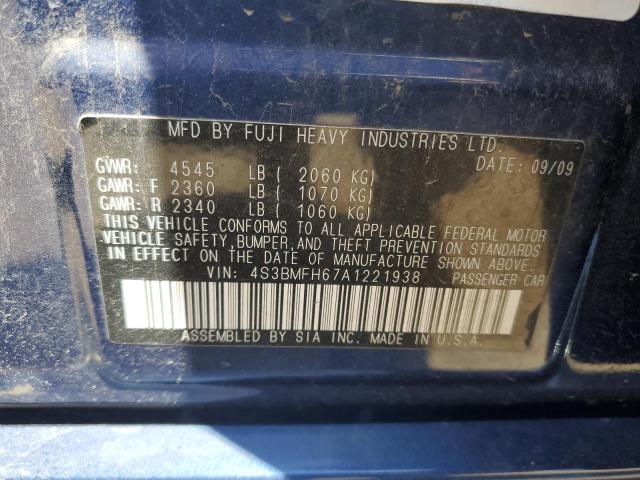 MFD BY FUJI HEAVY INDUSTRIES LTD.
DATE: 09/09
GVWR: 4545 LB ( 2060 KG)
GAWR: F 2360 LB ( 1070 KG)
GAWR: R 2340 LB ( 1060 KG)
THIS VEHICLE CONFORMS TO ALL APPLICABLE FEDERAL MOTOR
VEHICLE SAFETY, BUMPER, AND THEFT PREVENTION STANDARDS
IN EFFECT ON THE DATE OF MANUFACTURE SHOWN ABOVE.
VIN: 4S3BMFH67A1221938 PASSENGER CAR
ASSEMBLED BY SIA INC. MADE IN U.S.A.